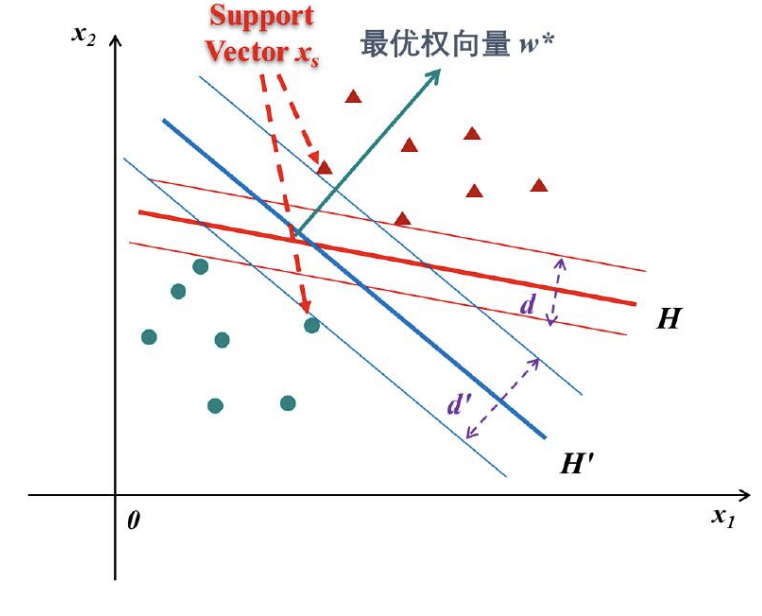 Support
Vector xₛ
最优权向量 w*
x₂
d
H
d'
H'
0
x₁